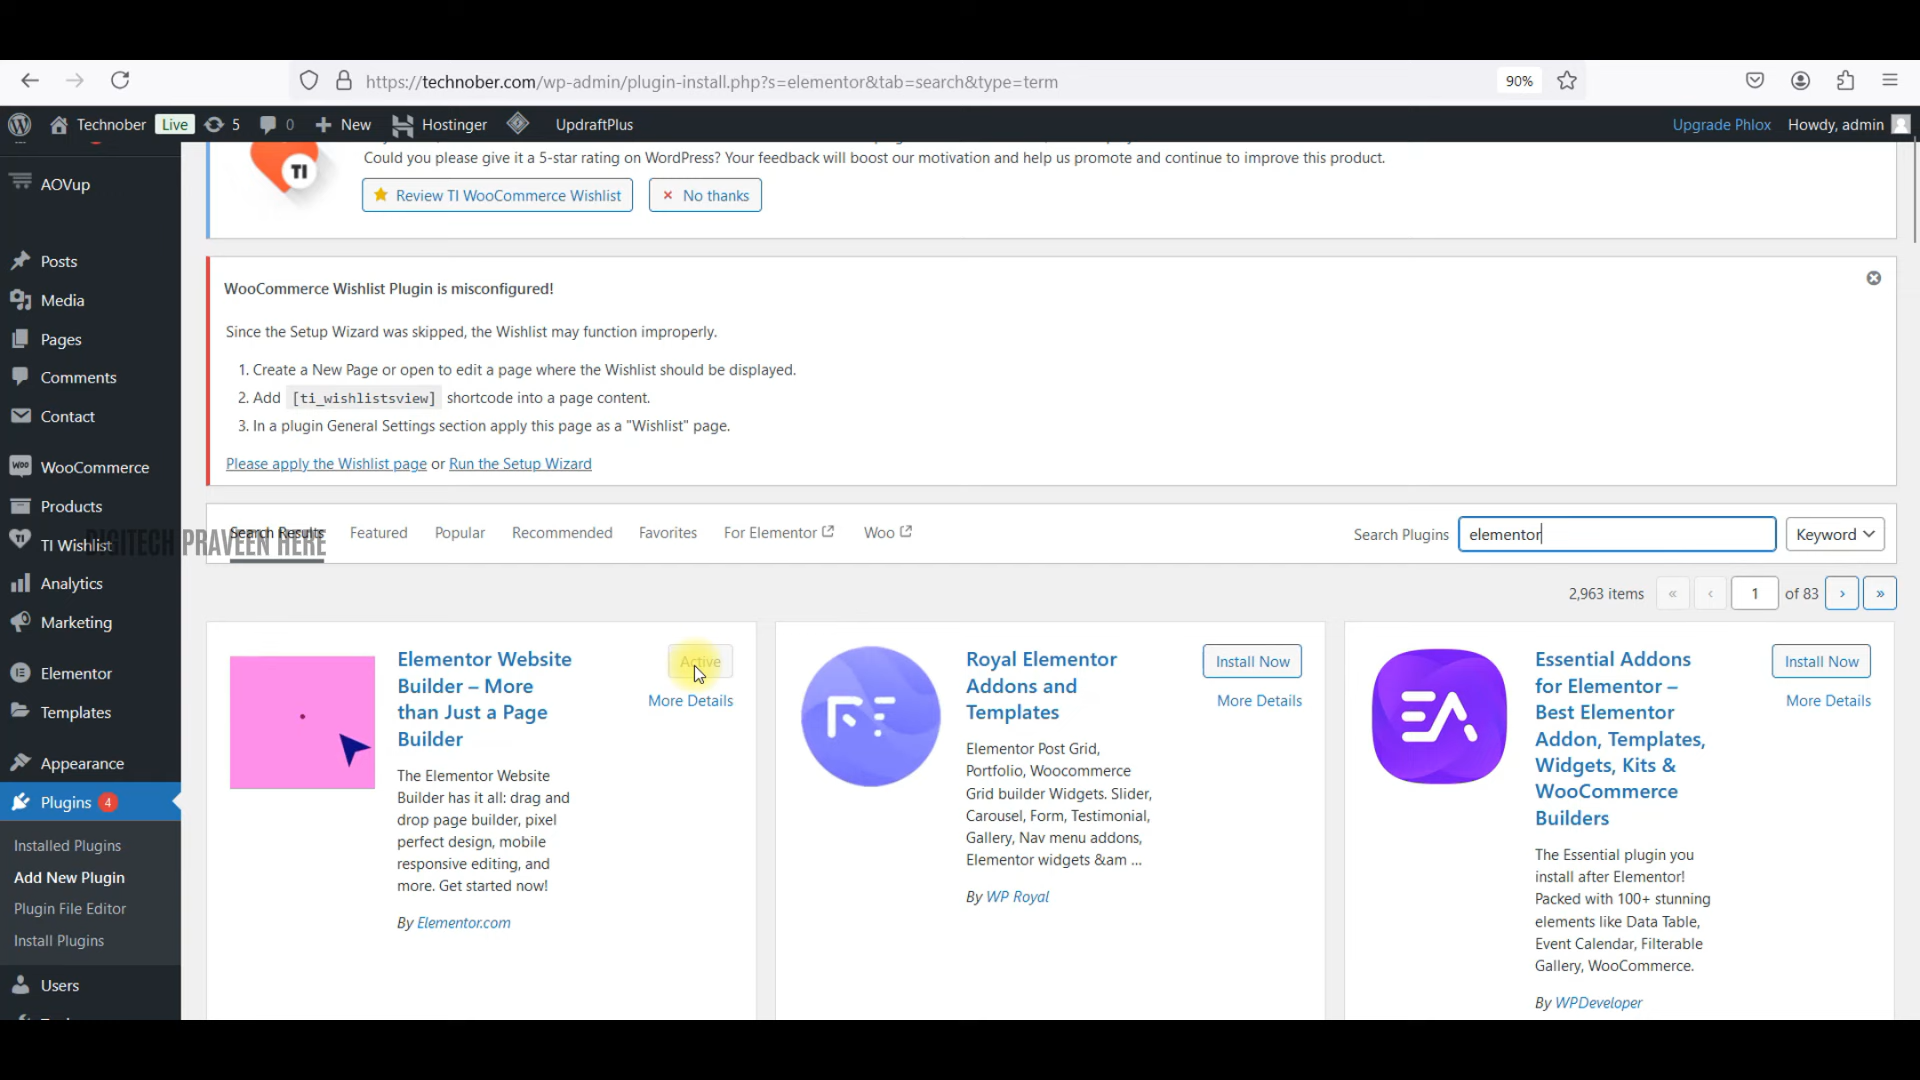 https://technober.com/wp-admin/plugin-install.php?s=elementor&tab=search&type=term
90%
Technober Live 5 0 New Hostinger UpdraftPlus Upgrade Phlox Howdy, admin
TI
Could you please give it a 5-star rating on WordPress? Your feedback will boost our motivation and help us promote and continue to improve this product.
Review TI WooCommerce Wishlist
No thanks
AOVup
Posts
Media
Pages
Comments
Contact
WooCommerce
Products
TI Wishlist
Analytics
Marketing
Elementor
Templates
Appearance
Plugins 4
Installed Plugins
Add New Plugin
Plugin File Editor
Install Plugins
Users
WooCommerce Wishlist Plugin is misconfigured!
Since the Setup Wizard was skipped, the Wishlist may function improperly.
1. Create a New Page or open to edit a page where the Wishlist should be displayed.
2. Add [ti_wishlistsview] shortcode into a page content.
3. In a plugin General Settings section apply this page as a "Wishlist" page.
Please apply the Wishlist page or Run the Setup Wizard
DIGITECH PRAVEEN HERE
Search Results Featured Popular Recommended Favorites For Elementor Woo
Search Plugins elementor Keyword
2,963 items « ‹ 1 of 83 › »
Elementor Website
Builder – More
than Just a Page
Builder
Active
More Details
The Elementor Website
Builder has it all: drag and
drop page builder, pixel
perfect design, mobile
responsive editing, and
more. Get started now!
By Elementor.com
Royal Elementor
Addons and
Templates
Install Now
More Details
Elementor Post Grid,
Portfolio, Woocommerce
Grid builder Widgets. Slider,
Carousel, Form, Testimonial,
Gallery, Nav menu addons,
Elementor widgets &am ...
By WP Royal
EA
Essential Addons
for Elementor –
Best Elementor
Addon, Templates,
Widgets, Kits &
WooCommerce
Builders
Install Now
More Details
The Essential plugin you
install after Elementor!
Packed with 100+ stunning
elements like Data Table,
Event Calendar, Filterable
Gallery, WooCommerce.
By WPDeveloper